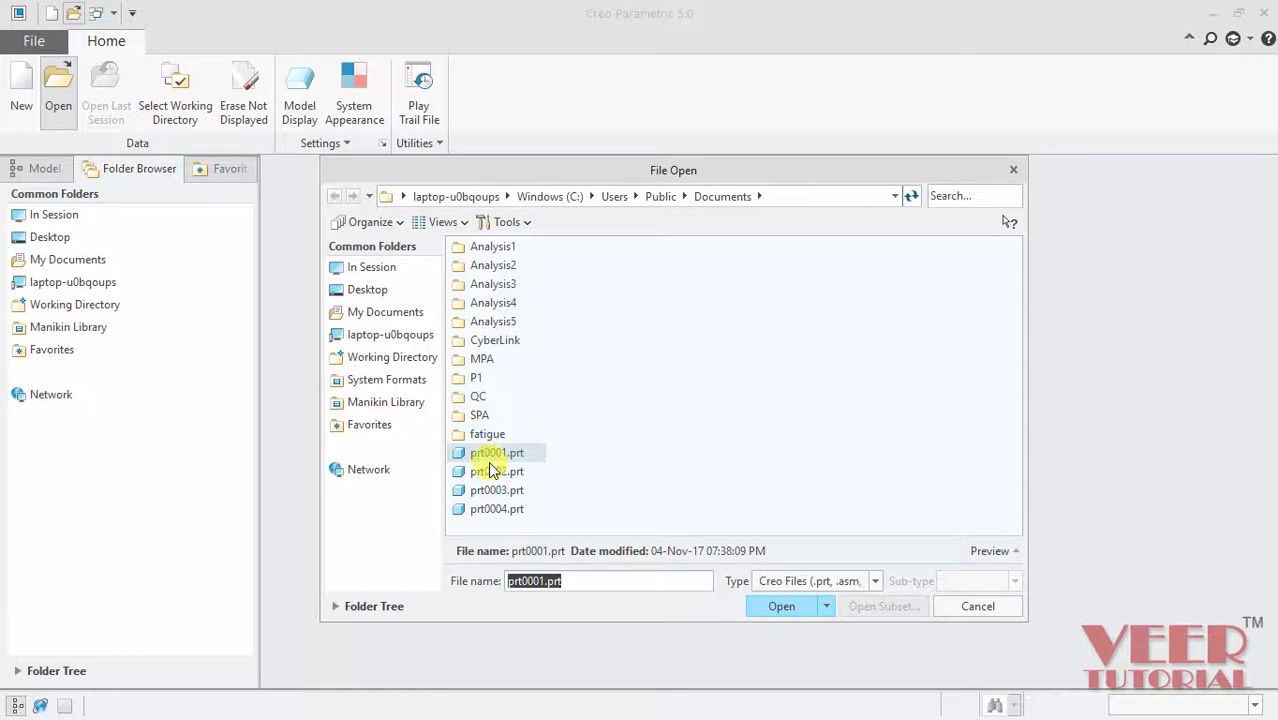 Creo Parametric 5.0
File Home
New Open Open Last Session Select Working Directory Erase Not Displayed Model Display System Appearance Play Trail File
Data Settings Utilities
Model Folder Browser Favorit
Common Folders
In Session
Desktop
My Documents
laptop-u0bqoups
Working Directory
Manikin Library
Favorites
Network
Folder Tree
File Open
laptop-u0bqoups Windows (C:) Users Public Documents Search...
Organize Views Tools
Common Folders
In Session
Desktop
My Documents
laptop-u0bqoups
Working Directory
System Formats
Manikin Library
Favorites
Network
Folder Tree
Analysis1
Analysis2
Analysis3
Analysis4
Analysis5
CyberLink
MPA
P1
QC
SPA
fatigue
prt0001.prt
prt0002.prt
prt0003.prt
prt0004.prt
File name: prt0001.prt Date modified: 04-Nov-17 07:38:09 PM Preview
File name: prt0001.prt Type Creo Files (.prt, .asm, Sub-type
Open Open Subset... Cancel
VEER TM
TUTORIAL